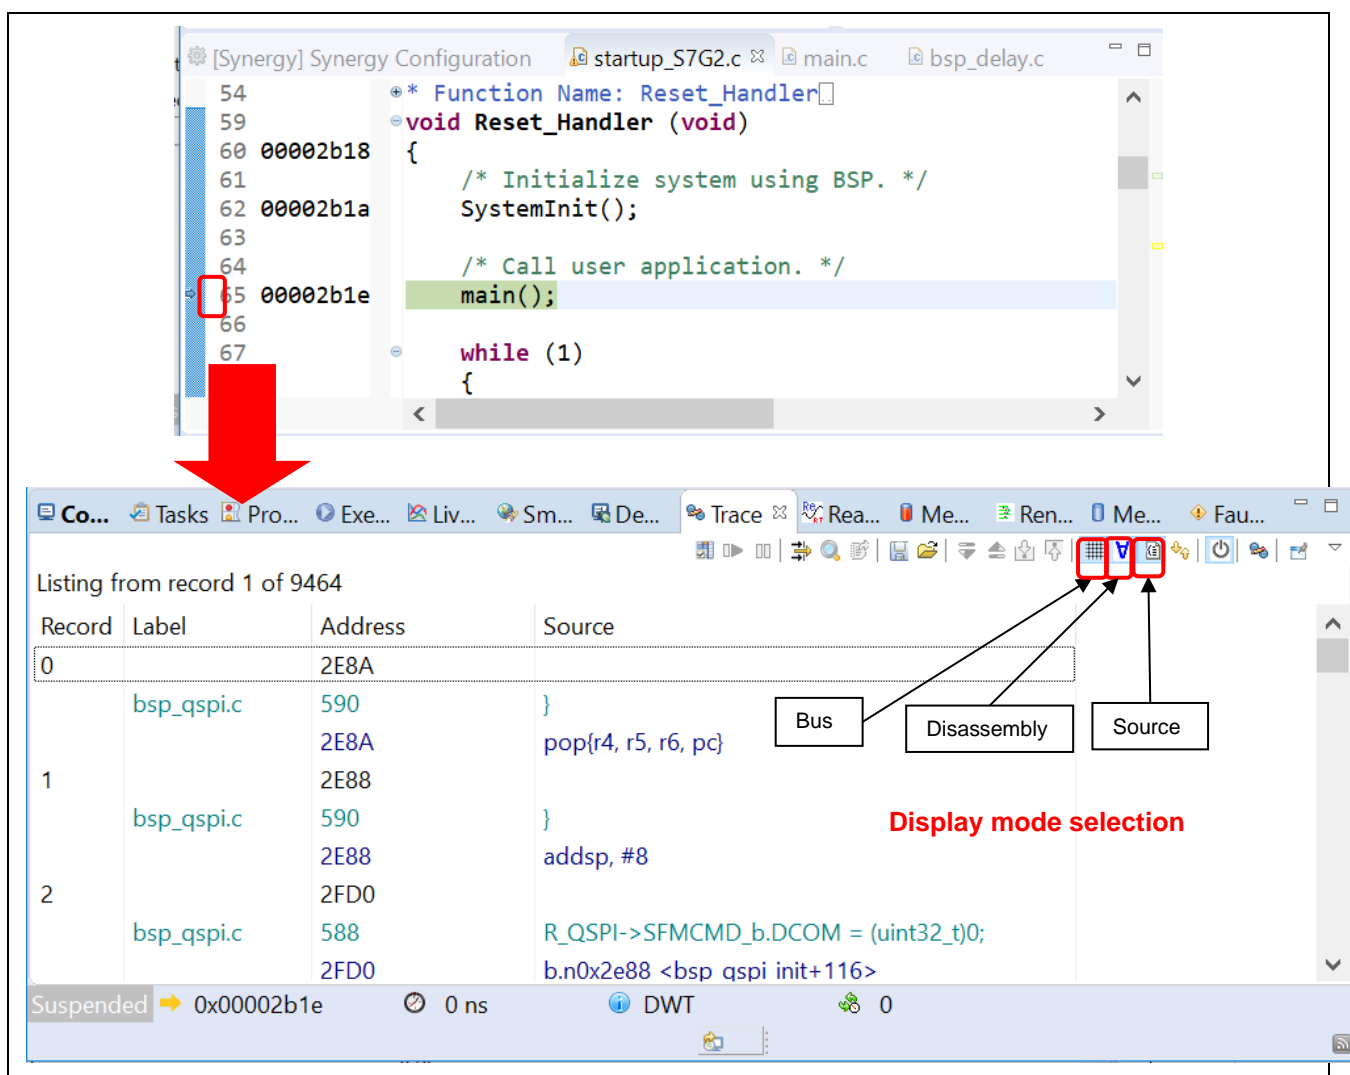 [Synergy] Synergy Configuration startup_S7G2.c main.c bsp_delay.c
54 * Function Name: Reset_Handler
59 void Reset_Handler (void)
60 00002b18 {
61 /* Initialize system using BSP. */
62 00002b1a SystemInit();
63
64 /* Call user application. */
65 00002b1e main();
66
67 while (1)
{
Co... Tasks Pro... Exe... Liv... Sm... De... Trace Rea... Me... Ren... Me... Fau...
Listing from record 1 of 9464
Record Label Address Source
0 2E8A
bsp_qspi.c 590 }
2E8A pop{r4, r5, r6, pc}
1 2E88
bsp_qspi.c 590 }
2E88 addsp, #8
2 2FD0
bsp_qspi.c 588 R_QSPI->SFMCMD_b.DCOM = (uint32_t)0;
2FD0 b.n0x2e88 <bsp_qspi_init+116>
Bus
Disassembly
Source
Display mode selection
Suspended 0x00002b1e 0 ns DWT 0